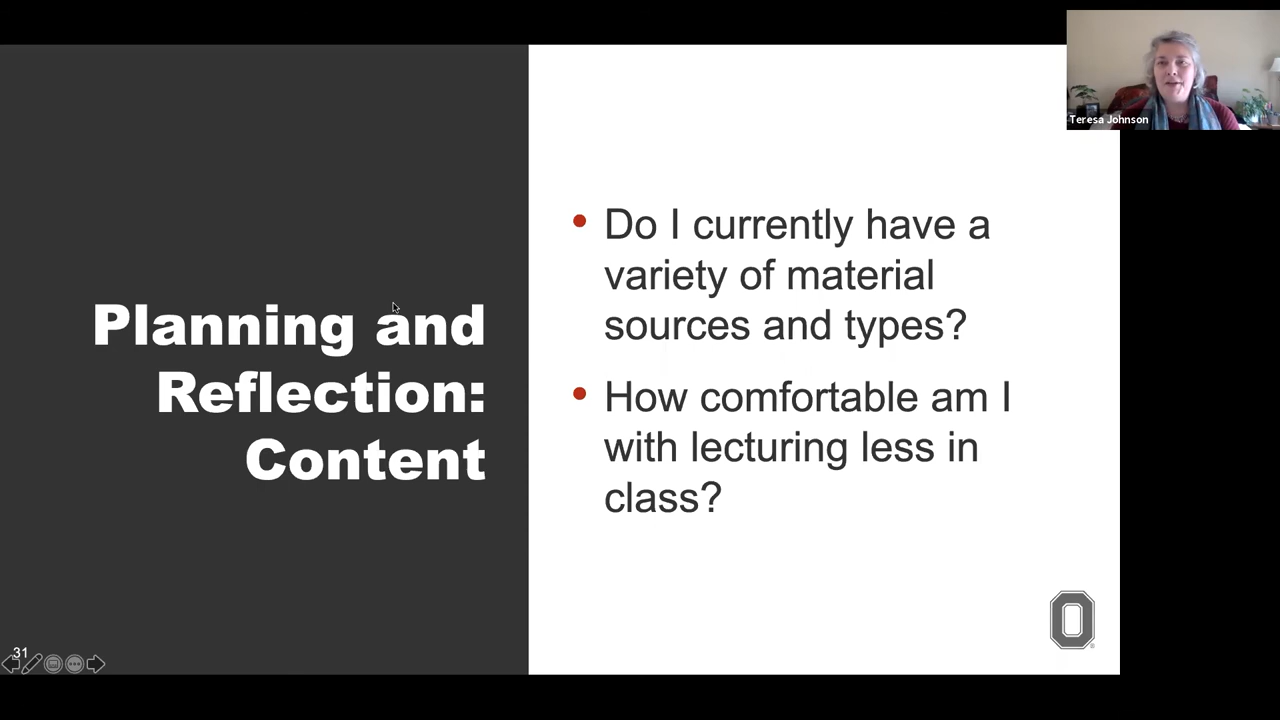 Teresa Johnson
Planning and
Reflection:
Content
• Do I currently have a
variety of material
sources and types?
• How comfortable am I
with lecturing less in
class?
O
31